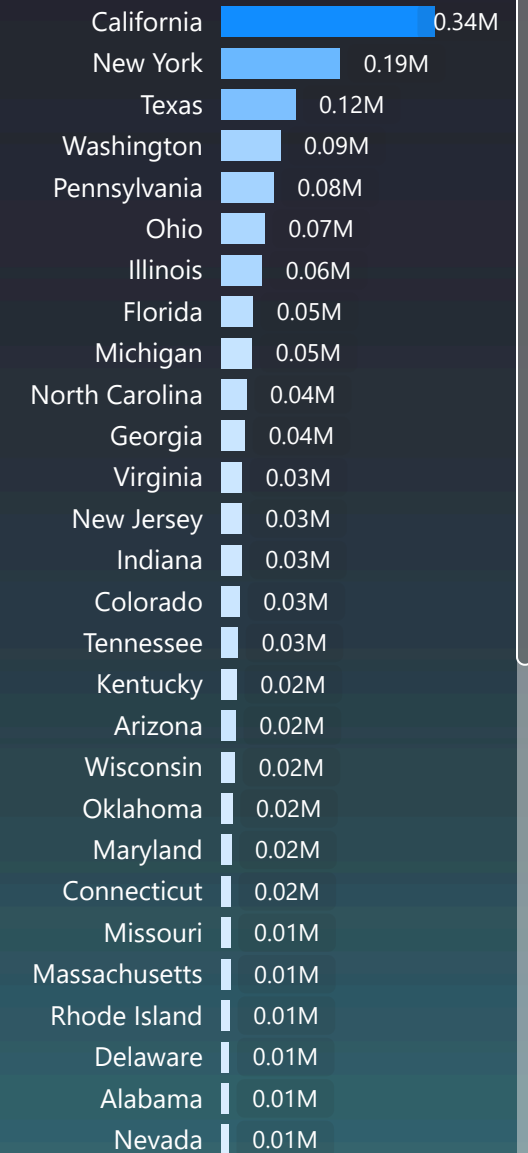 California 0.34M
New York 0.19M
Texas 0.12M
Washington 0.09M
Pennsylvania 0.08M
Ohio 0.07M
Illinois 0.06M
Florida 0.05M
Michigan 0.05M
North Carolina 0.04M
Georgia 0.04M
Virginia 0.03M
New Jersey 0.03M
Indiana 0.03M
Colorado 0.03M
Tennessee 0.03M
Kentucky 0.02M
Arizona 0.02M
Wisconsin 0.02M
Oklahoma 0.02M
Maryland 0.02M
Connecticut 0.02M
Missouri 0.01M
Massachusetts 0.01M
Rhode Island 0.01M
Delaware 0.01M
Alabama 0.01M
Nevada 0.01M